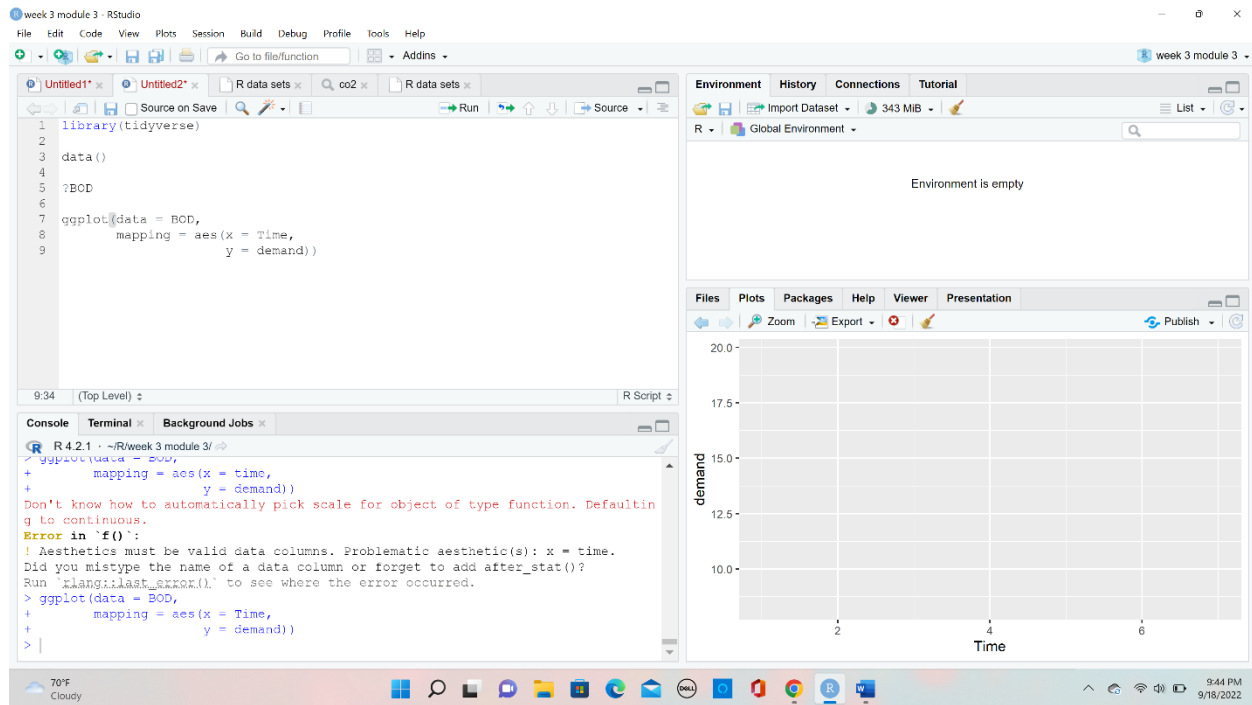 week 3 module 3 - RStudio
File Edit Code View Plots Session Build Debug Profile Tools Help
Go to file/function Addins week 3 module 3
Untitled1* Untitled2* R data sets co2 R data sets
Source on Save Run Source
1 library(tidyverse)
2
3 data()
4
5 ?BOD
6
7 ggplot(data = BOD,
8 mapping = aes(x = Time,
9 y = demand))
9:34 (Top Level) R Script
Console Terminal Background Jobs
R 4.2.1 · ~/R/week 3 module 3/
> ggplot(data = BOD,
+ mapping = aes(x = time,
+ y = demand))
Don't know how to automatically pick scale for object of type function. Defaultin
g to continuous.
Error in `f()`:
! Aesthetics must be valid data columns. Problematic aesthetic(s): x = time.
Did you mistype the name of a data column or forget to add after_stat()?
Run `rlang::last_error()` to see where the error occurred.
> ggplot(data = BOD,
+ mapping = aes(x = Time,
+ y = demand))
>
Environment History Connections Tutorial
Import Dataset 343 MiB List
R Global Environment
Environment is empty
Files Plots Packages Help Viewer Presentation
Zoom Export Publish
20.0
17.5
15.0
12.5
10.0
demand
2 4 6
Time
70°F
Cloudy
DELL
9:44 PM
9/18/2022